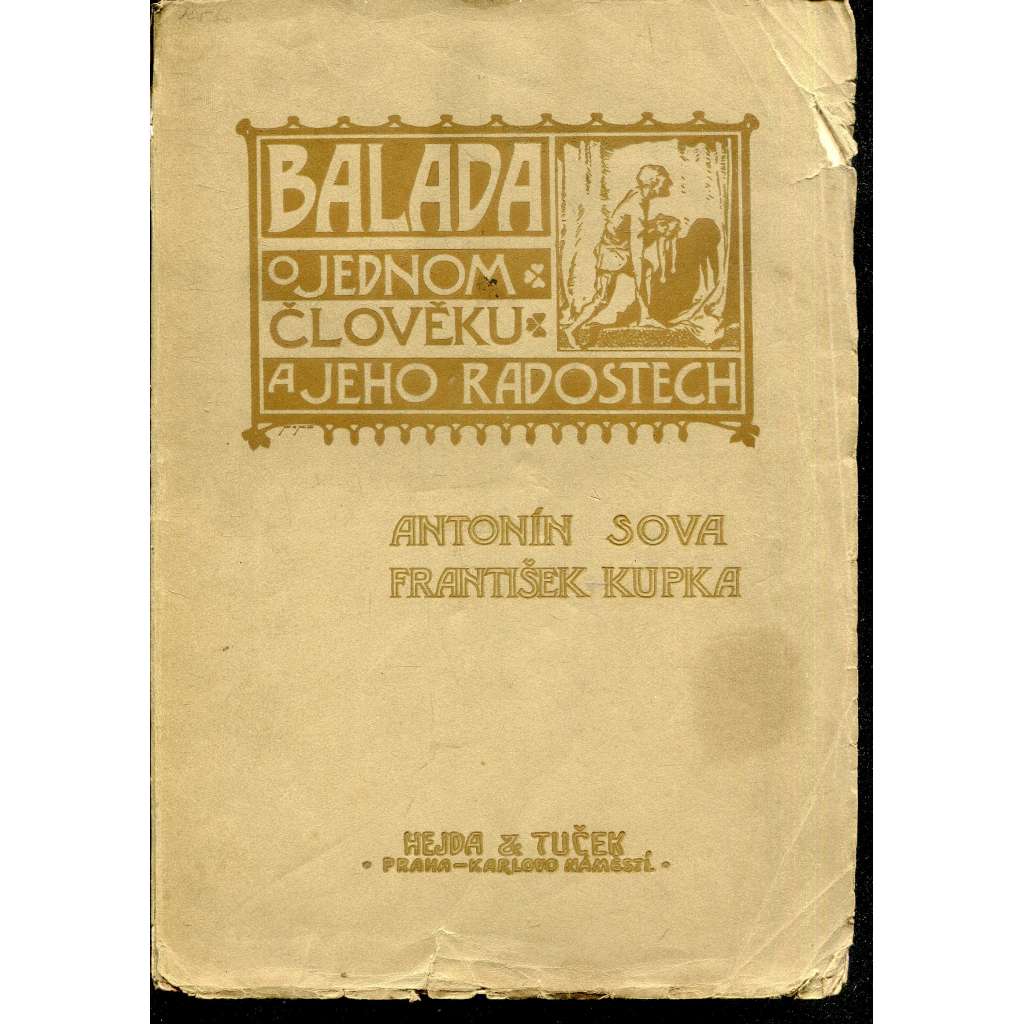 BALADA
O JEDNOM
ČLOVĚKU
A JEHO RADOSTECH
ANTONÍN SOVA
FRANTIŠEK KUPKA
HEJDA & TUČEK
• PRAHA-KARLOVO NÁMĚSTÍ. •